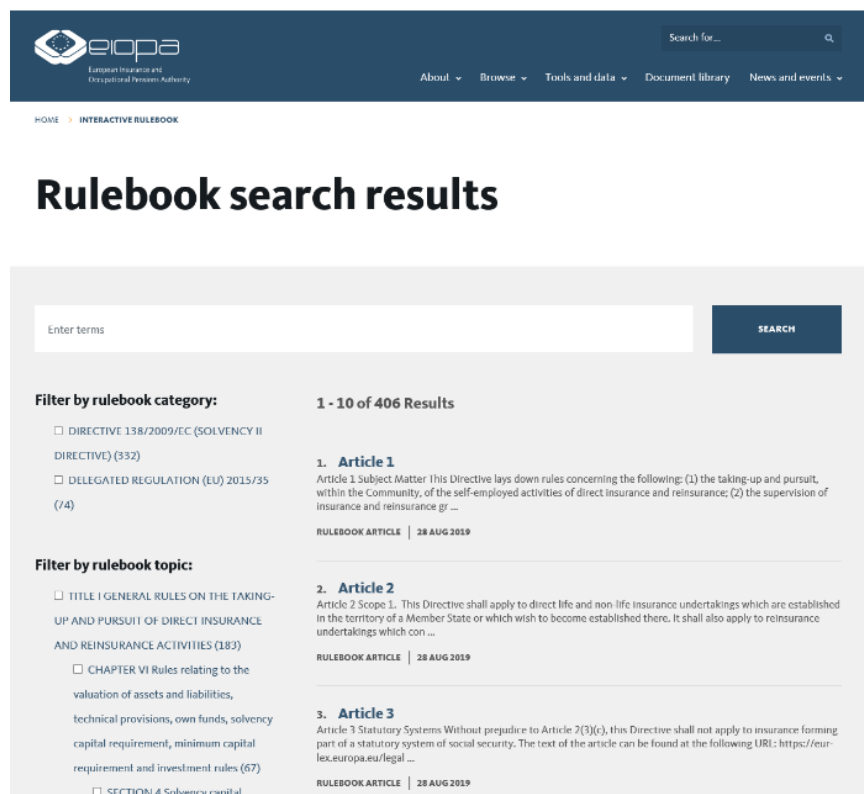 eiopa
European Insurance and
Occupational Pensions Authority
Search for...
About
Browse
Tools and data
Document library
News and events
HOME > INTERACTIVE RULEBOOK
Rulebook search results
Enter terms
SEARCH
Filter by rulebook category:
DIRECTIVE 138/2009/EC (SOLVENCY II
DIRECTIVE) (332)
DELEGATED REGULATION (EU) 2015/35
(74)
Filter by rulebook topic:
TITLE I GENERAL RULES ON THE TAKING-
UP AND PURSUIT OF DIRECT INSURANCE
AND REINSURANCE ACTIVITIES (183)
CHAPTER VI Rules relating to the
valuation of assets and liabilities,
technical provisions, own funds, solvency
capital requirement, minimum capital
requirement and investment rules (67)
SECTION 4 Solvency capital
1 - 10 of 406 Results
1. Article 1
Article 1 Subject Matter This Directive lays down rules concerning the following: (1) the taking-up and pursuit,
within the Community, of the self-employed activities of direct insurance and reinsurance; (2) the supervision of
insurance and reinsurance gr ...
RULEBOOK ARTICLE | 28 AUG 2019
2. Article 2
Article 2 Scope 1. This Directive shall apply to direct life and non-life insurance undertakings which are established
in the territory of a Member State or which wish to become established there. It shall also apply to reinsurance
undertakings which con ...
RULEBOOK ARTICLE | 28 AUG 2019
3. Article 3
Article 3 Statutory Systems Without prejudice to Article 2(3)(c), this Directive shall not apply to insurance forming
part of a statutory system of social security. The text of the article can be found at the following URL: https://eur-
lex.europa.eu/legal ...
RULEBOOK ARTICLE | 28 AUG 2019